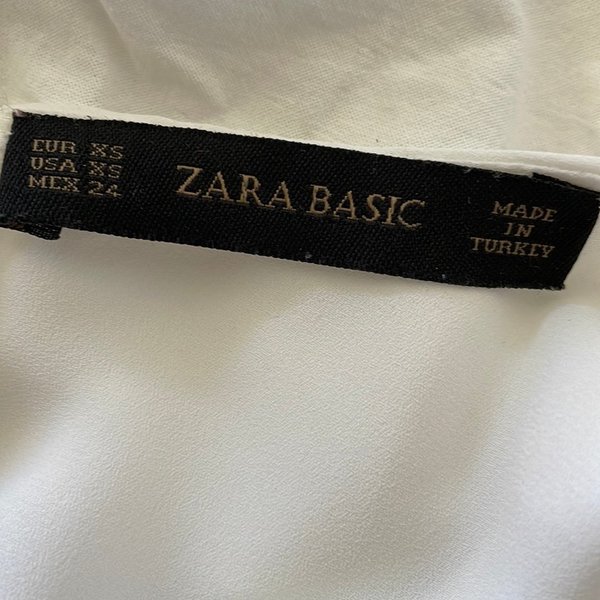 EUR XS
USA XS
MEX 24
ZARA BASIC
MADE
IN
TURKEY